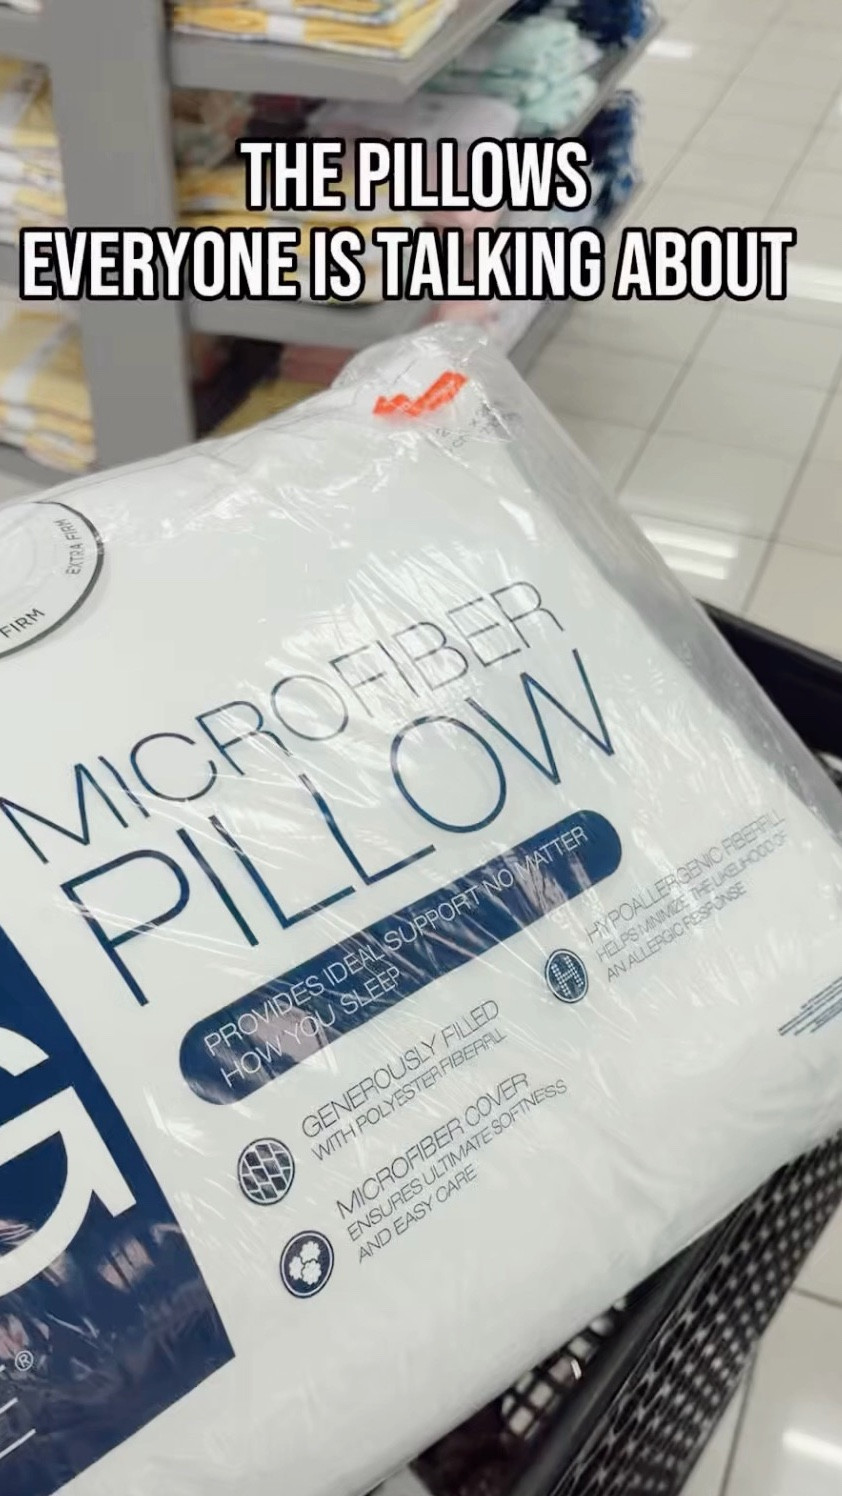 THE PILLOWS
EVERYONE IS TALKING ABOUT
EXTRA FIRM
FIRM
MICROFIBER
PILLOW
PROVIDES IDEAL SUPPORT NO MATTER
HOW YOU SLEEP
HYPOALLERGENIC FIBERFILL
HELPS MINIMIZE THE LIKELIHOOD OF
AN ALLERGIC RESPONSE
GENEROUSLY FILLED
WITH POLYESTER FIBERFILL
MICROFIBER COVER
ENSURES ULTIMATE SOFTNESS
AND EASY CARE
G
®
E